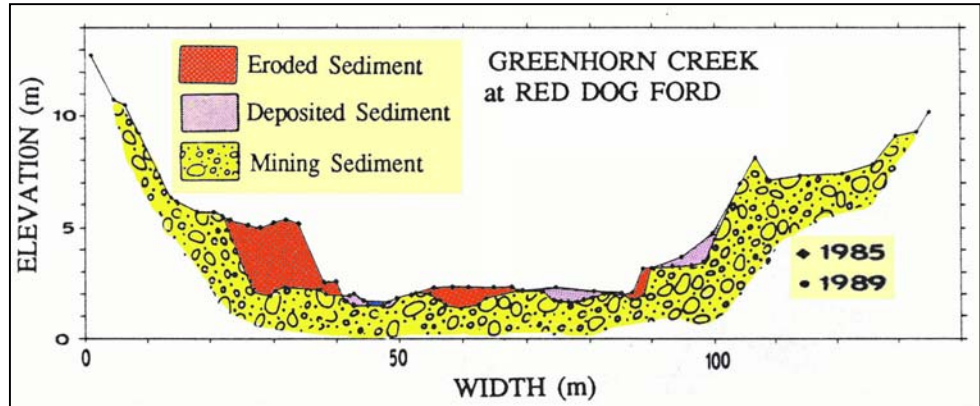 GREENHORN CREEK
at RED DOG FORD
Eroded Sediment
Deposited Sediment
Mining Sediment
ELEVATION (m)
10
5
0
1985
1989
0
50
100
WIDTH (m)